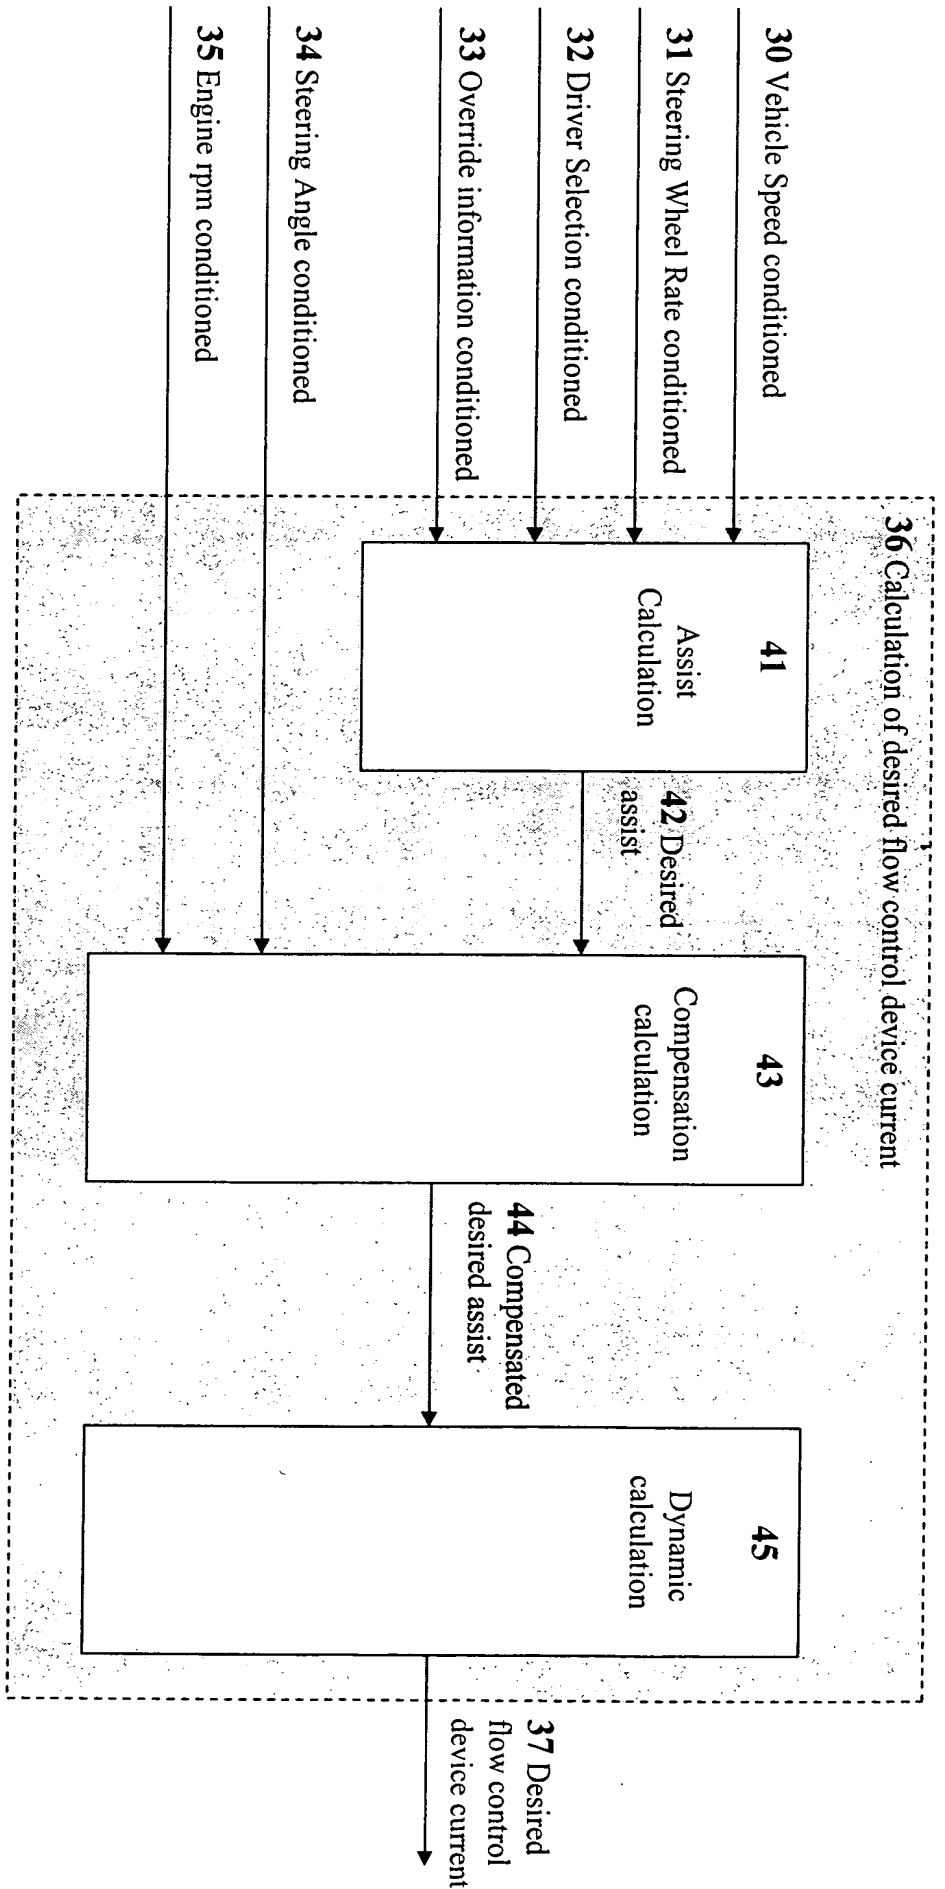 30 Vehicle Speed conditioned
31 Steering Wheel Rate conditioned
32 Driver Selection conditioned
33 Override information conditioned
34 Steering Angle conditioned
35 Engine rpm conditioned
36 Calculation of desired flow control device current
41
Assist
Calculation
42 Desired
assist
43
Compensation
calculation
44 Compensated
desired assist
45
Dynamic
calculation
37 Desired
flow control
device current